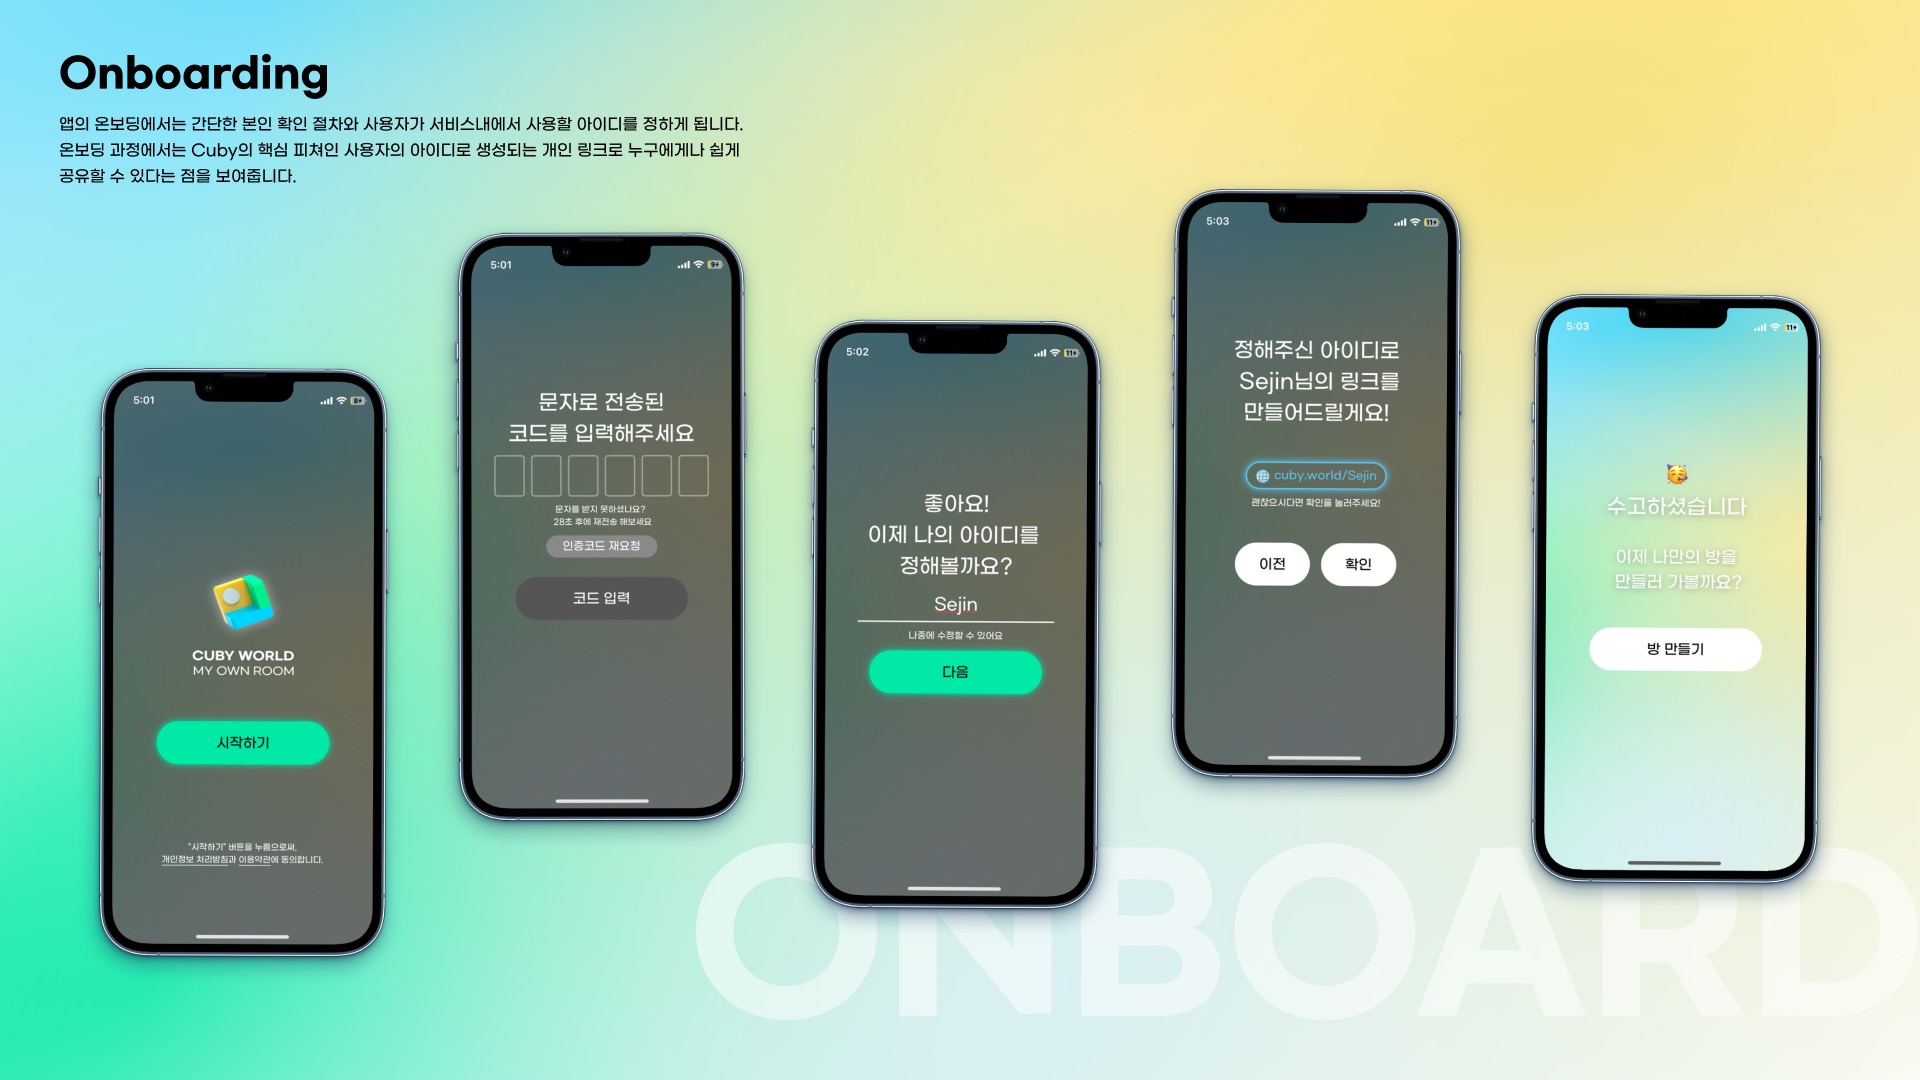 Onboarding
앱의 온보딩에서는 간단한 본인 확인 절차와 사용자가 서비스내에서 사용할 아이디를 정하게 됩니다.
온보딩 과정에서는 Cuby의 핵심 피쳐인 사용자의 아이디로 생성되는 개인 링크로 누구에게나 쉽게
공유할 수 있다는 점을 보여줍니다.
5:01
8
CUBY WORLD
MY OWN ROOM
시작하기
"시작하기" 버튼을 누름으로써,
개인정보 처리방침과 이용약관에 동의합니다.
5:01
9
문자로 전송된
코드를 입력해주세요
문자를 받지 못하셨나요?
28초 후에 재전송 해보세요
인증코드 재요청
코드 입력
5:02
11
좋아요!
이제 나의 아이디를
정해볼까요?
Sejin
나중에 수정할 수 있어요
다음
5:03
11
정해주신 아이디로
Sejin님의 링크를
만들어드릴게요!
cuby.world/Sejin
괜찮으시다면 확인을 눌러주세요!
이전
확인
5:03
11
수고하셨습니다
이제 나만의 방을
만들러 가볼까요?
방 만들기
ONBOARD